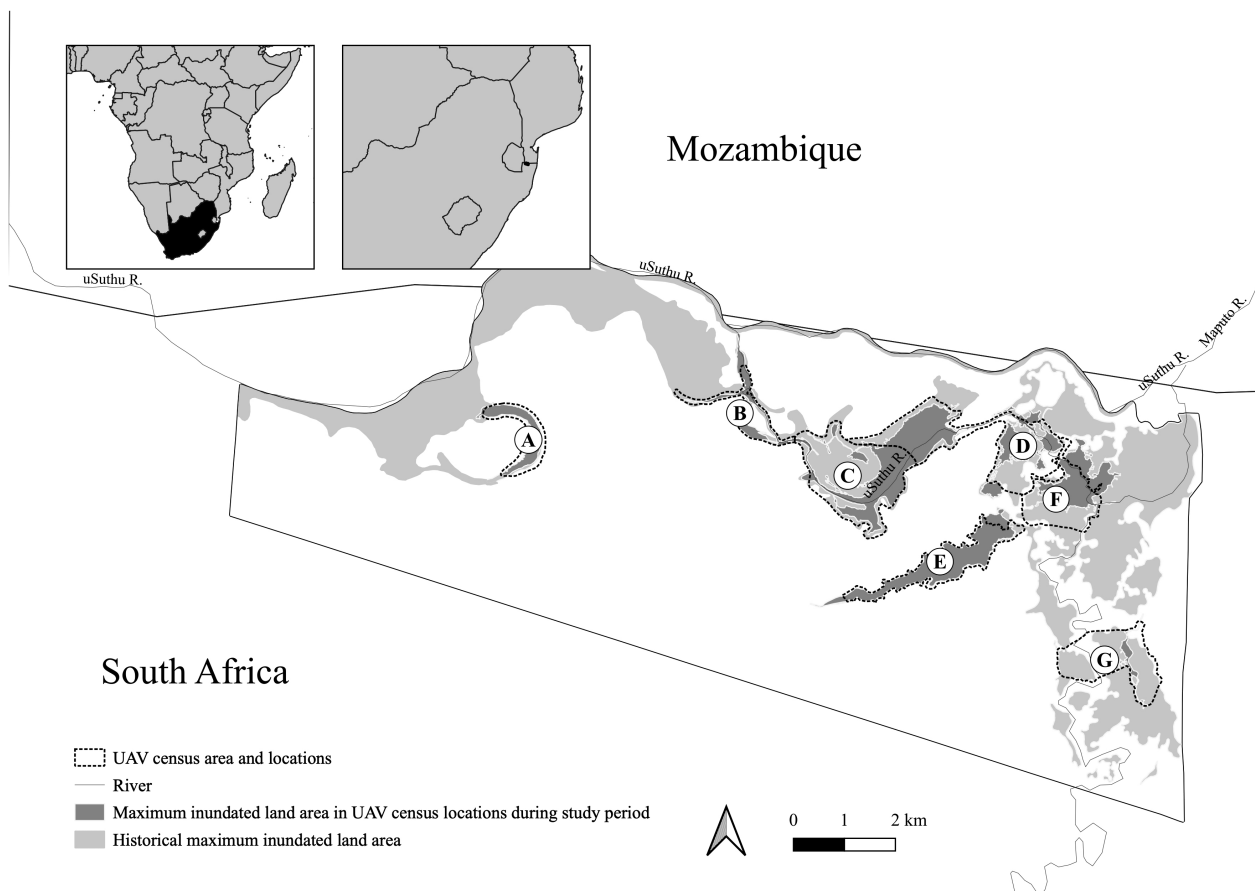 Mozambique
uSuthu R.
uSuthu R.
Maputo R.
uSuthu R.
B
A
D
C
uSuthu R.
F
E
G
South Africa
UAV census area and locations
River
Maximum inundated land area in UAV census locations during study period
Historical maximum inundated land area
0 1 2 km